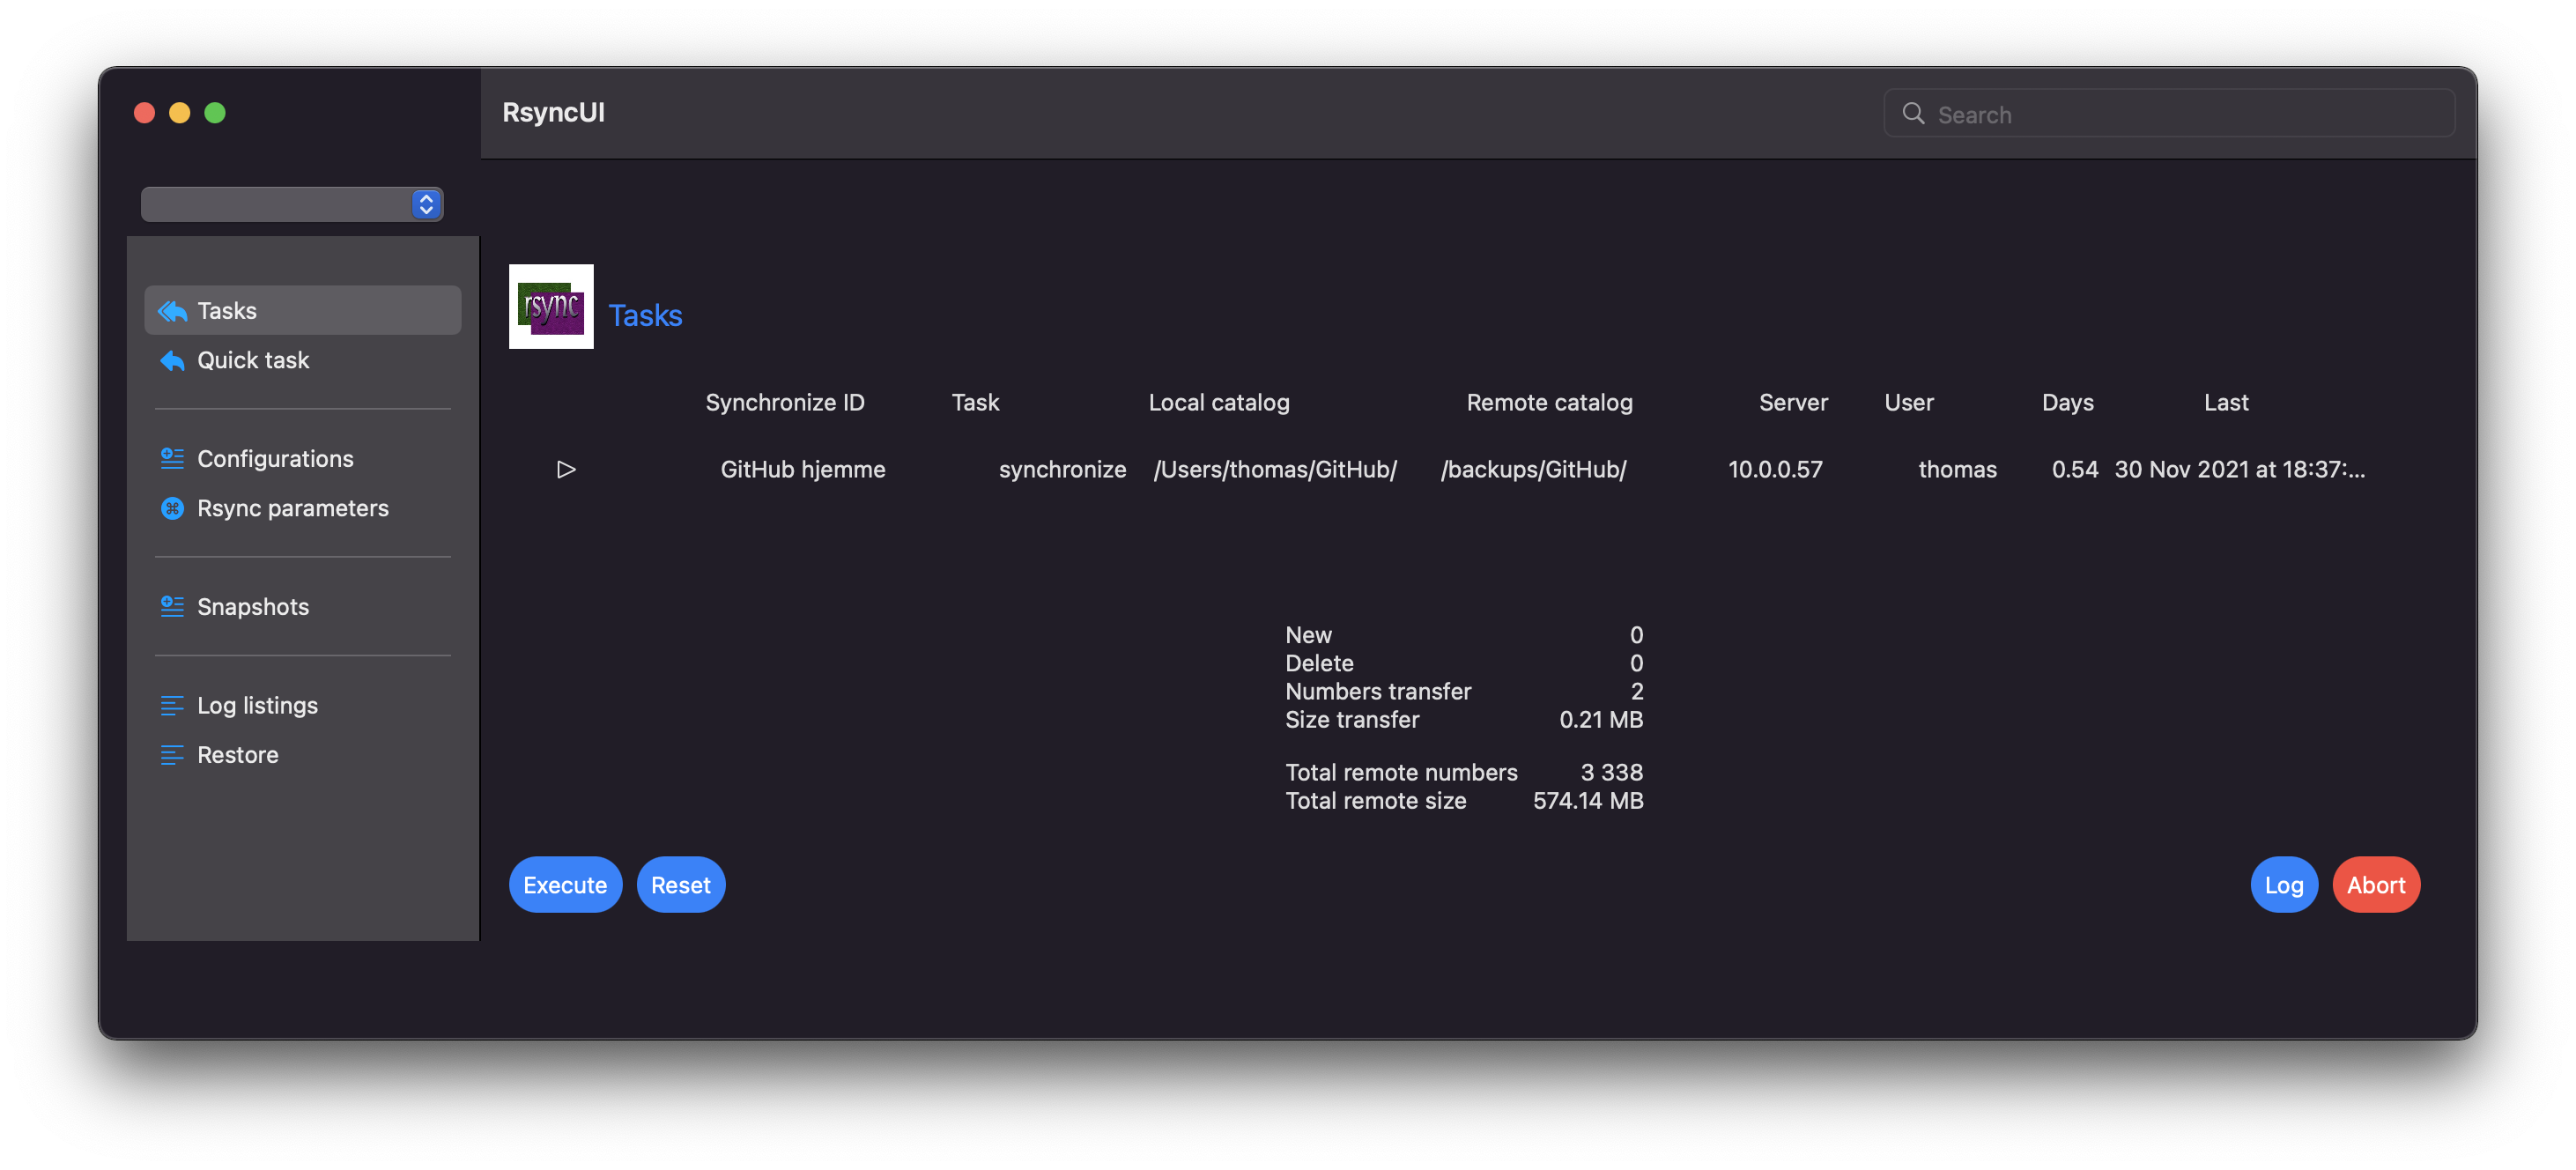 RsyncUI
Search
Tasks
Quick task
Configurations
Rsync parameters
Snapshots
Log listings
Restore
rsync
Tasks
Synchronize ID Task Local catalog Remote catalog Server User Days Last
GitHub hjemme synchronize /Users/thomas/GitHub/ /backups/GitHub/ 10.0.0.57 thomas 0.54 30 Nov 2021 at 18:37:...
New 0
Delete 0
Numbers transfer 2
Size transfer 0.21 MB
Total remote numbers 3 338
Total remote size 574.14 MB
Execute Reset Log Abort